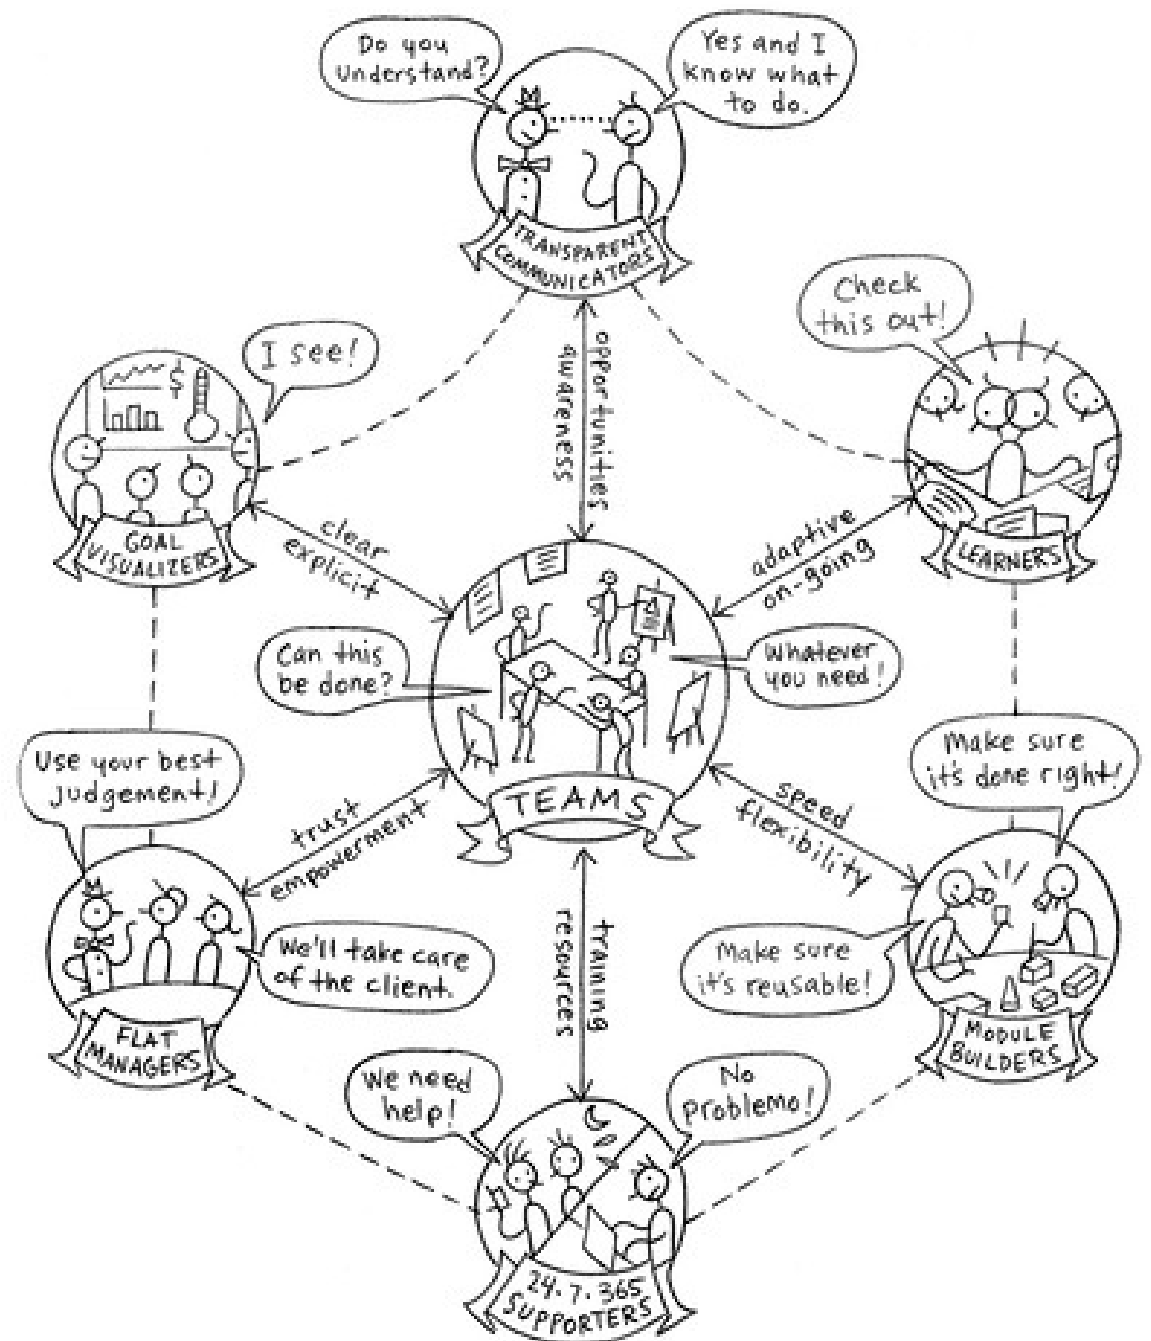 Do you
understand?
Yes and I
know what
to do.
TRANSPARENT
COMMUNICATORS
Check
this out!
I see!
opportunities
awareness
$
GOAL
VISUALIZERS
LEARNERS
clear
explicit
adaptive
on-going
Can this
be done?
Whatever
you need!
TEAMS
Use your best
judgement!
Make sure
it's done right!
trust
empowerment
speed
flexibility
We'll take care
of the client.
Make sure
it's reusable!
training
resources
FLAT
MANAGERS
MODULE
BUILDERS
We need
help!
No
problemo!
24.7.365
SUPPORTERS